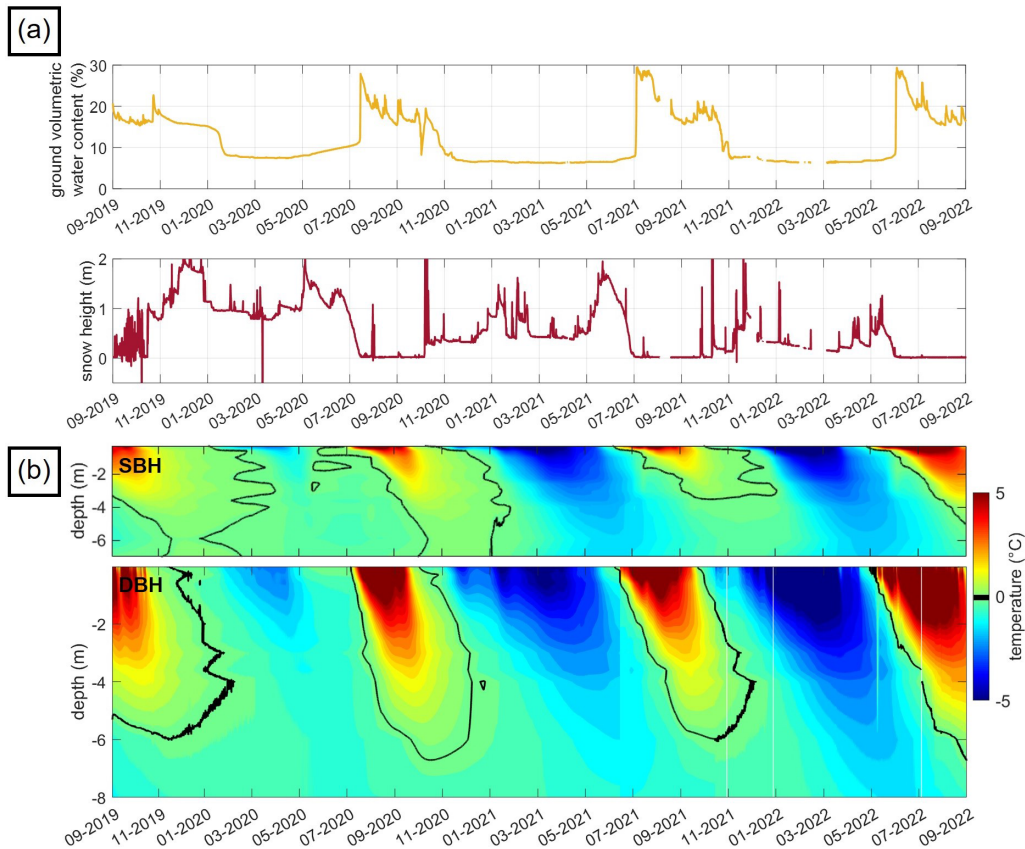 (a)
ground volumetric
water content (%)
30
20
10
0
09-2019 11-2019 01-2020 03-2020 05-2020 07-2020 09-2020 11-2020 01-2021 03-2021 05-2021 07-2021 09-2021 11-2021 01-2022 03-2022 05-2022 07-2022 09-2022
snow height (m)
2
1
0
09-2019 11-2019 01-2020 03-2020 05-2020 07-2020 09-2020 11-2020 01-2021 03-2021 05-2021 07-2021 09-2021 11-2021 01-2022 03-2022 05-2022 07-2022 09-2022
(b)
SBH
depth (m)
-2
-4
-6
DBH
depth (m)
-2
-4
-6
-8
09-2019 11-2019 01-2020 03-2020 05-2020 07-2020 09-2020 11-2020 01-2021 03-2021 05-2021 07-2021 09-2021 11-2021 01-2022 03-2022 05-2022 07-2022 09-2022
5
0
-5
temperature (°C)